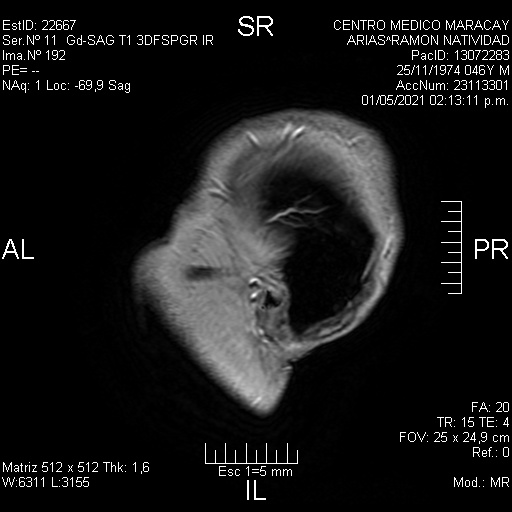 EstID: 22667
Ser.Nº 11 Gd-SAG T1 3DFSPGR IR
Ima.Nº 192
PE= --
NAq: 1 Loc: -69,9 Sag
SR
CENTRO MEDICO MARACAY
ARIAS^RAMON NATIVIDAD
PacID: 13072283
25/11/1974 046Y M
AccNum: 23113301
01/05/2021 02:13:11 p.m.
AL
PR
FA: 20
TR: 15 TE: 4
FOV: 25 x 24,9 cm
Ref.: 0
Matriz 512 x 512 Thk: 1,6
W:6311 L:3155
Esc 1=5 mm
IL
Mod.: MR